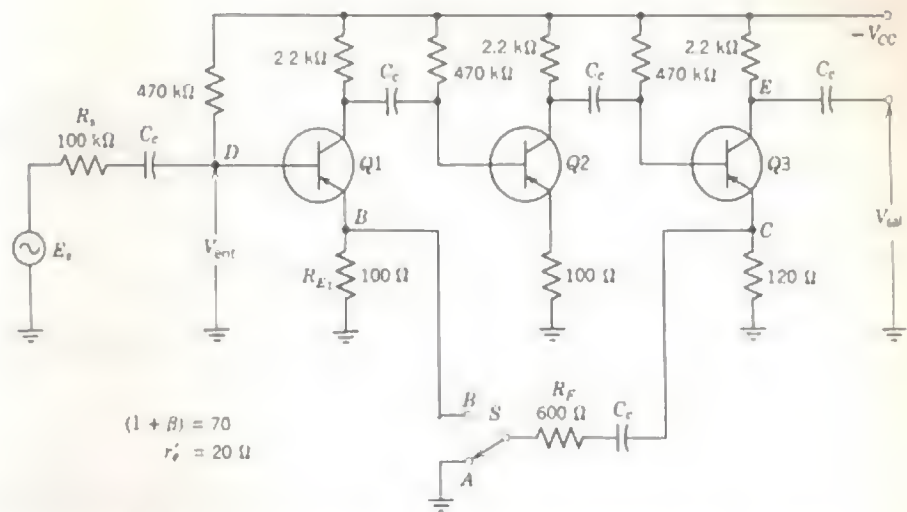 −V_CC
2.2 kΩ
2.2 kΩ
2.2 kΩ
C_c
C_c
C_c
470 kΩ
470 kΩ
470 kΩ
E
R_s
100 kΩ
C_c
D
Q1
Q2
Q3
B
C
E_s
V_ent
R_E1
100 Ω
100 Ω
120 Ω
B
S
R_F
600 Ω
C_c
A
(1 + β) = 70
r'_e = 20 Ω